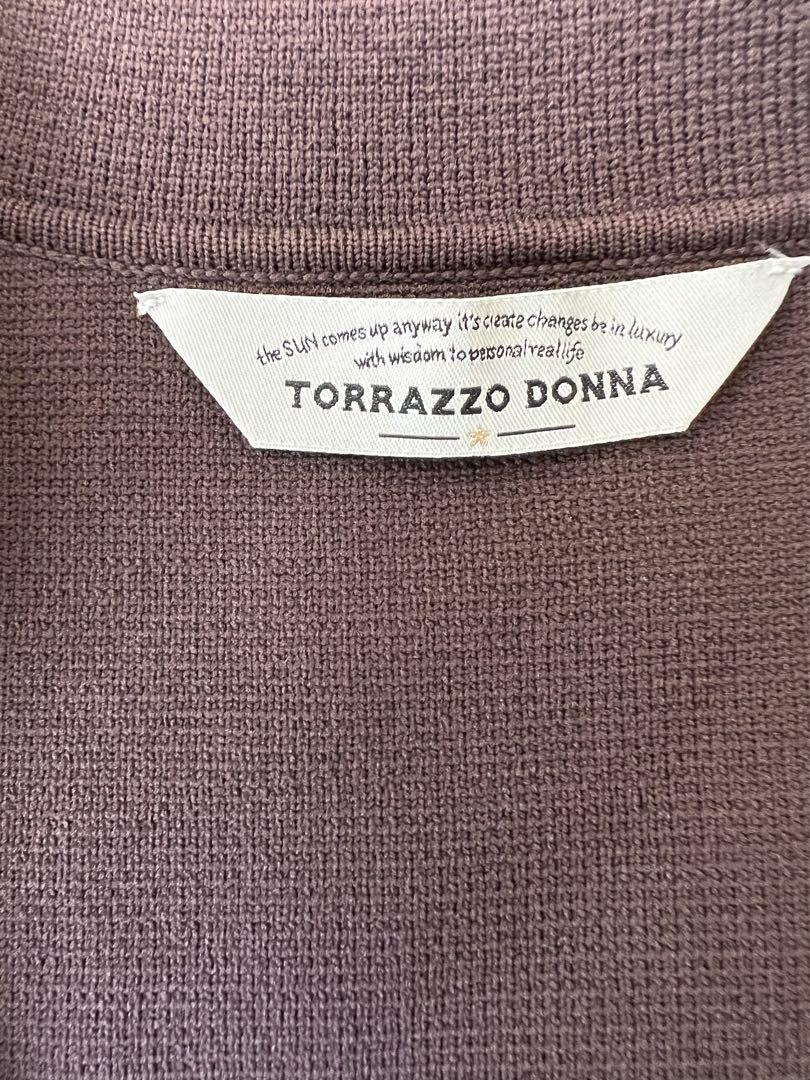 the SUN comes up anyway it's create changes be in luxury
with wisdom to personal real life
TORRAZZO DONNA